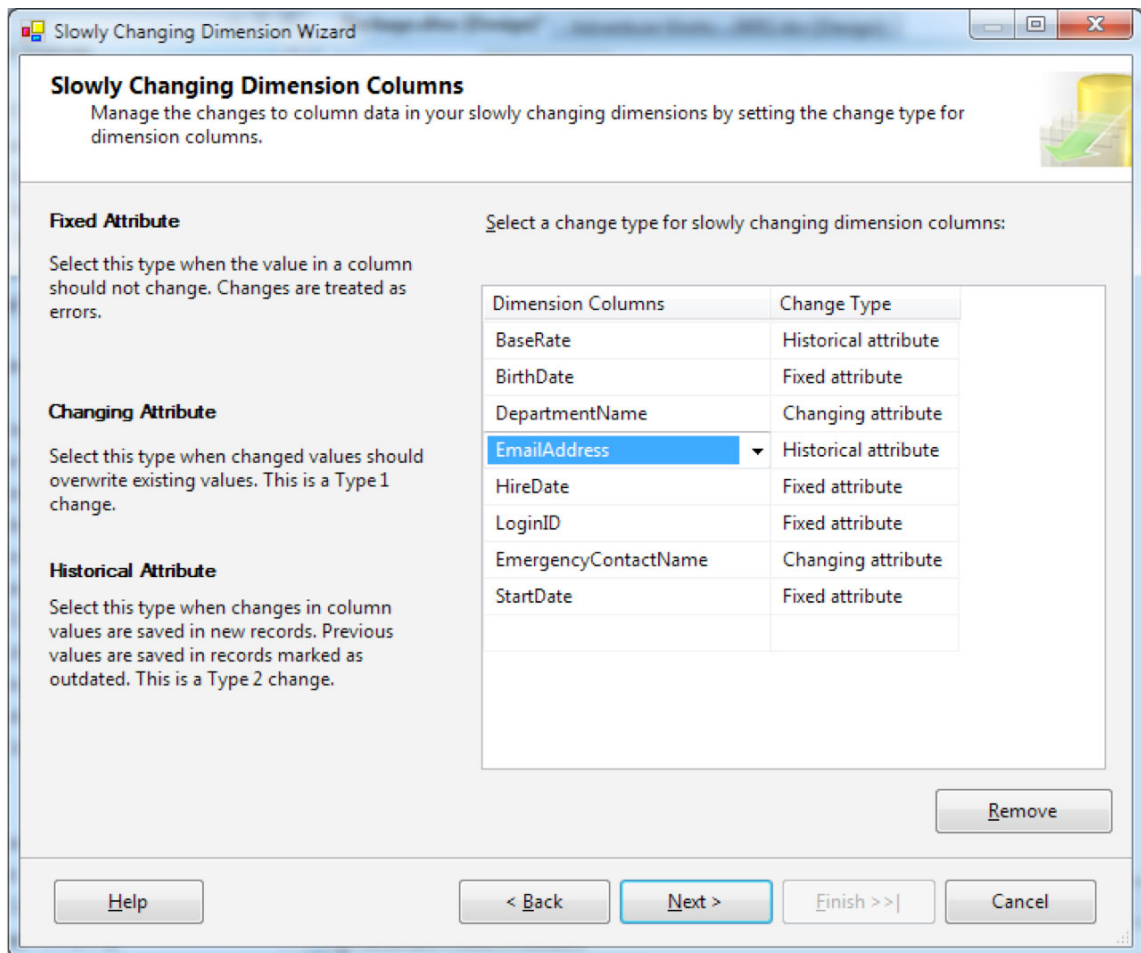 Slowly Changing Dimension Wizard
Slowly Changing Dimension Columns
Manage the changes to column data in your slowly changing dimensions by setting the change type for
dimension columns.
Fixed Attribute
Select this type when the value in a column
should not change. Changes are treated as
errors.
Changing Attribute
Select this type when changed values should
overwrite existing values. This is a Type 1
change.
Historical Attribute
Select this type when changes in column
values are saved in new records. Previous
values are saved in records marked as
outdated. This is a Type 2 change.
Select a change type for slowly changing dimension columns:
Dimension Columns Change Type
BaseRate Historical attribute
BirthDate Fixed attribute
DepartmentName Changing attribute
EmailAddress Historical attribute
HireDate Fixed attribute
LoginID Fixed attribute
EmergencyContactName Changing attribute
StartDate Fixed attribute
Remove
Help < Back Next > Finish >>| Cancel